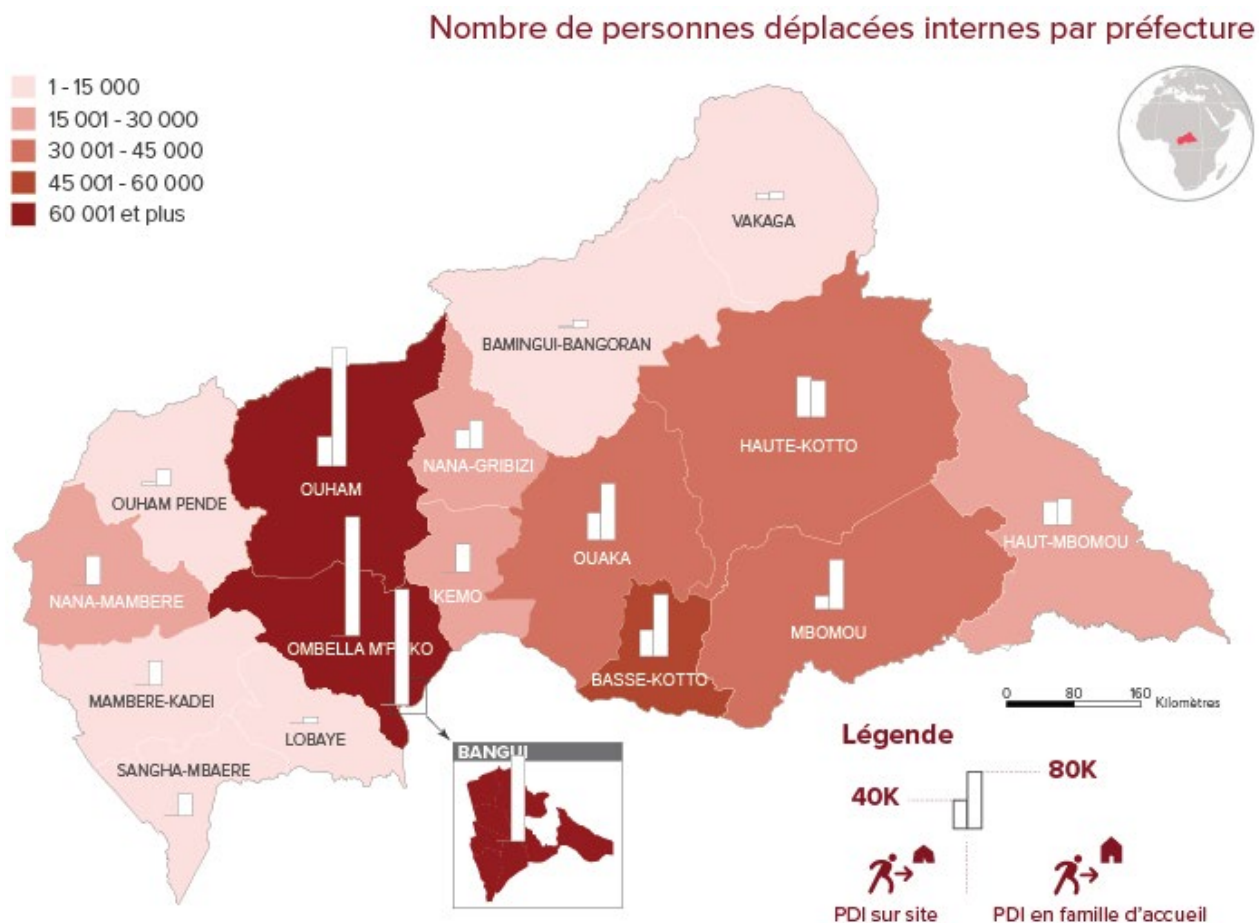 Nombre de personnes déplacées internes par préfecture
1 - 15 000
15 001 - 30 000
30 001 - 45 000
45 001 - 60 000
60 001 et plus
VAKAGA
BAMINGUI-BANGORAN
HAUTE-KOTTO
NANA-GRIBIZI
OUHAM
OUHAM PENDE
OUAKA
HAUT-MBOMOU
NANA-MAMBERE
KEMO
MBOMOU
OMBELLA M'P KO
BASSE-KOTTO
MAMBERE-KADEI
LOBAYE
SANGHA-MBAERE
BANGUI
0 80 160 Kilomètres
Légende
80K
40K
PDI sur site
PDI en famille d'accueil